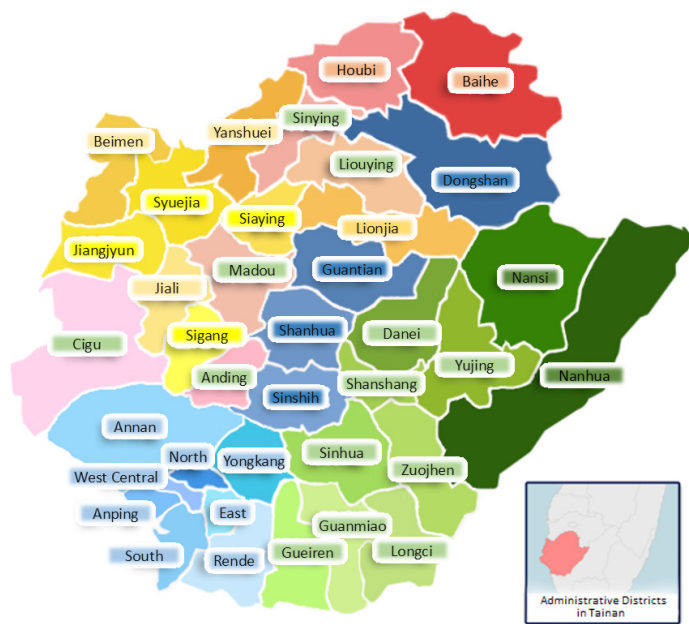 Houbi
Baihe
Sinying
Yanshuei
Beimen
Liouying
Dongshan
Syuejia
Siaying
Lionjia
Jiangjyun
Madou
Guantian
Nansi
Jiali
Cigu
Sigang
Shanhua
Danei
Yujing
Nanhua
Anding
Shanshang
Sinshih
Annan
North
Yongkang
Sinhua
Zuojhen
West Central
Anping
East
Guanmiao
South
Rende
Gueiren
Longci
Administrative Districts
in Tainan